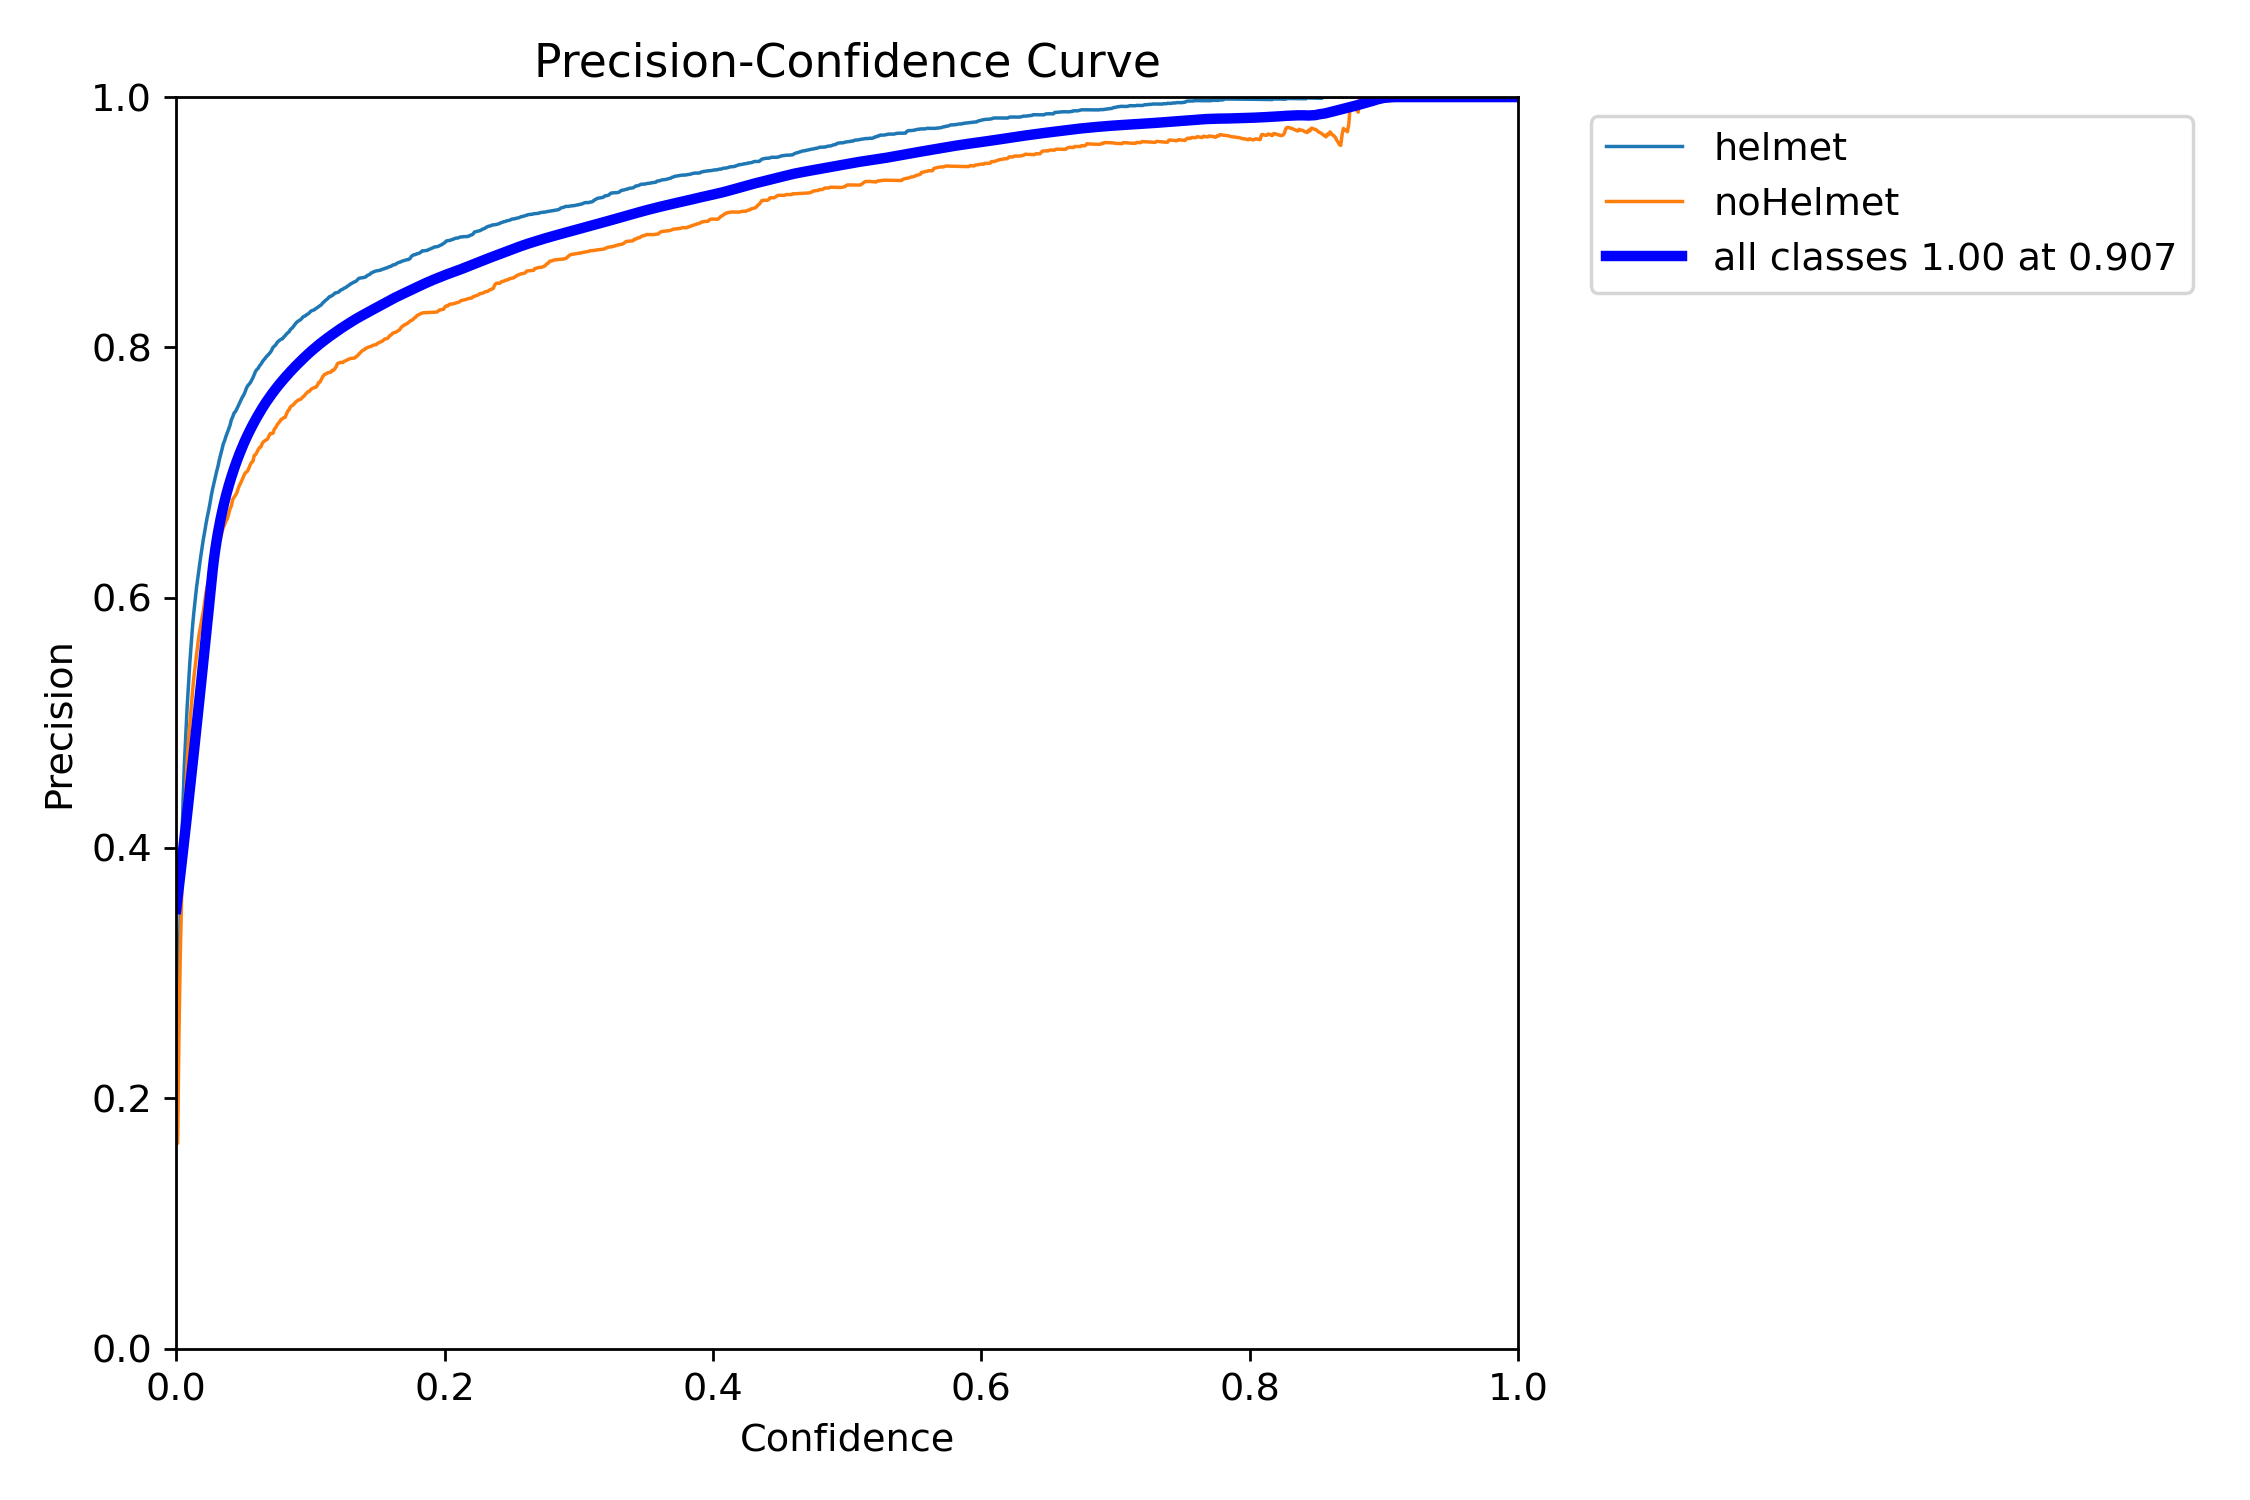 Precision-Confidence Curve
1.0
0.8
0.6
0.4
0.2
0.0
Precision
0.0 0.2 0.4 0.6 0.8 1.0
Confidence
helmet
noHelmet
all classes 1.00 at 0.907